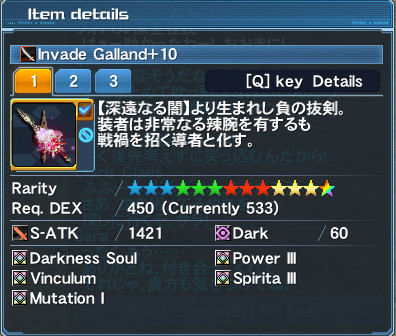 Item details
Invade Galland+10
1 2 3 [Q] key Details
【深遠なる闇】より生まれし負の抜剣。
装者は非常なる辣腕を有するも
戦禍を招く導者と化す。
Rarity
Req. DEX / 450 (Currently 533)
S-ATK / 1421 Dark / 60
Darkness Soul Power Ⅲ
Vinculum Spirita Ⅲ
Mutation Ⅰ